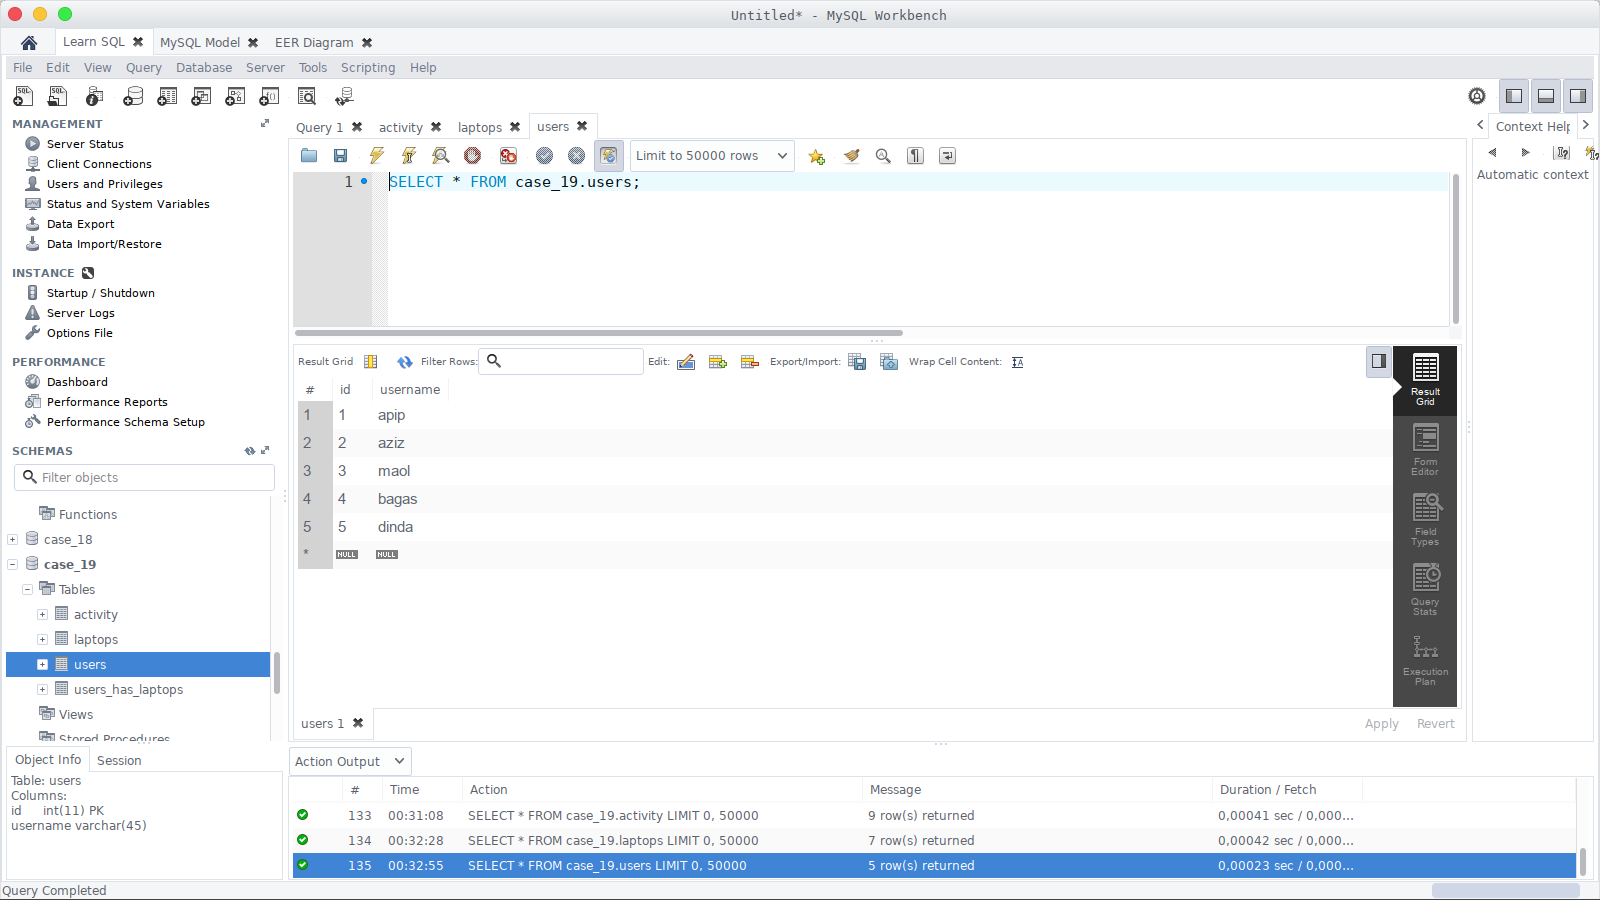 Untitled* - MySQL Workbench
Learn SQL
MySQL Model
EER Diagram
File Edit View Query Database Server Tools Scripting Help
MANAGEMENT
Server Status
Client Connections
Users and Privileges
Status and System Variables
Data Export
Data Import/Restore
INSTANCE
Startup / Shutdown
Server Logs
Options File
PERFORMANCE
Dashboard
Performance Reports
Performance Schema Setup
SCHEMAS
Filter objects
Functions
case_18
case_19
Tables
activity
laptops
users
users_has_laptops
Views
Stored Procedures
Object Info Session
Table: users
Columns:
id int(11) PK
username varchar(45)
Query 1 activity laptops users
Limit to 50000 rows
1 SELECT * FROM case_19.users;
Result Grid Filter Rows: Edit: Export/Import: Wrap Cell Content:
# id username
1 1 apip
2 2 aziz
3 3 maol
4 4 bagas
5 5 dinda
* NULL NULL
Result
Grid
Form
Editor
Field
Types
Query
Stats
Execution
Plan
users 1
Apply Revert
Context Help
Automatic context
Action Output
# Time Action Message Duration / Fetch
133 00:31:08 SELECT * FROM case_19.activity LIMIT 0, 50000 9 row(s) returned 0,00041 sec / 0,000...
134 00:32:28 SELECT * FROM case_19.laptops LIMIT 0, 50000 7 row(s) returned 0,00042 sec / 0,000...
135 00:32:55 SELECT * FROM case_19.users LIMIT 0, 50000 5 row(s) returned 0,00023 sec / 0,000...
Query Completed